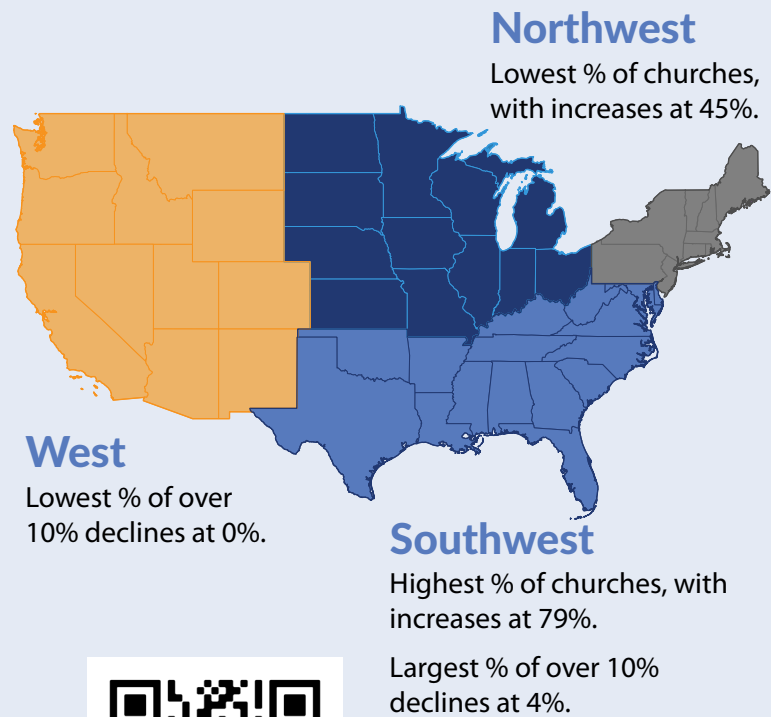 Northwest
Lowest % of churches,
with increases at 45%.
West
Lowest % of over
10% declines at 0%.
Southwest
Highest % of churches, with
increases at 79%.
Largest % of over 10%
declines at 4%.